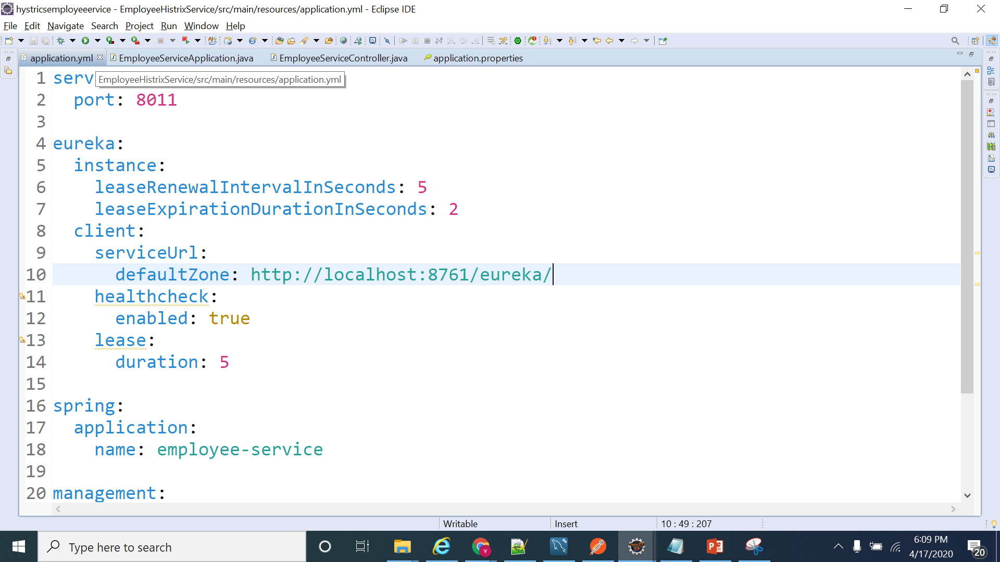 hystricsemployeeervice - EmployeeHistrixService/src/main/resources/application.yml - Eclipse IDE
File Edit Navigate Search Project Run Window Help
application.yml EmployeeServiceApplication.java EmployeeServiceController.java application.properties
1 serv
EmployeeHistrixService/src/main/resources/application.yml
2 port: 8011
3
4 eureka:
5 instance:
6 leaseRenewalIntervalInSeconds: 5
7 leaseExpirationDurationInSeconds: 2
8 client:
9 serviceUrl:
10 defaultZone: http://localhost:8761/eureka/
11 healthcheck:
12 enabled: true
13 lease:
14 duration: 5
15
16 spring:
17 application:
18 name: employee-service
19
20 management:
Writable Insert 10 : 49 : 207
Type here to search
6:09 PM
4/17/2020
20